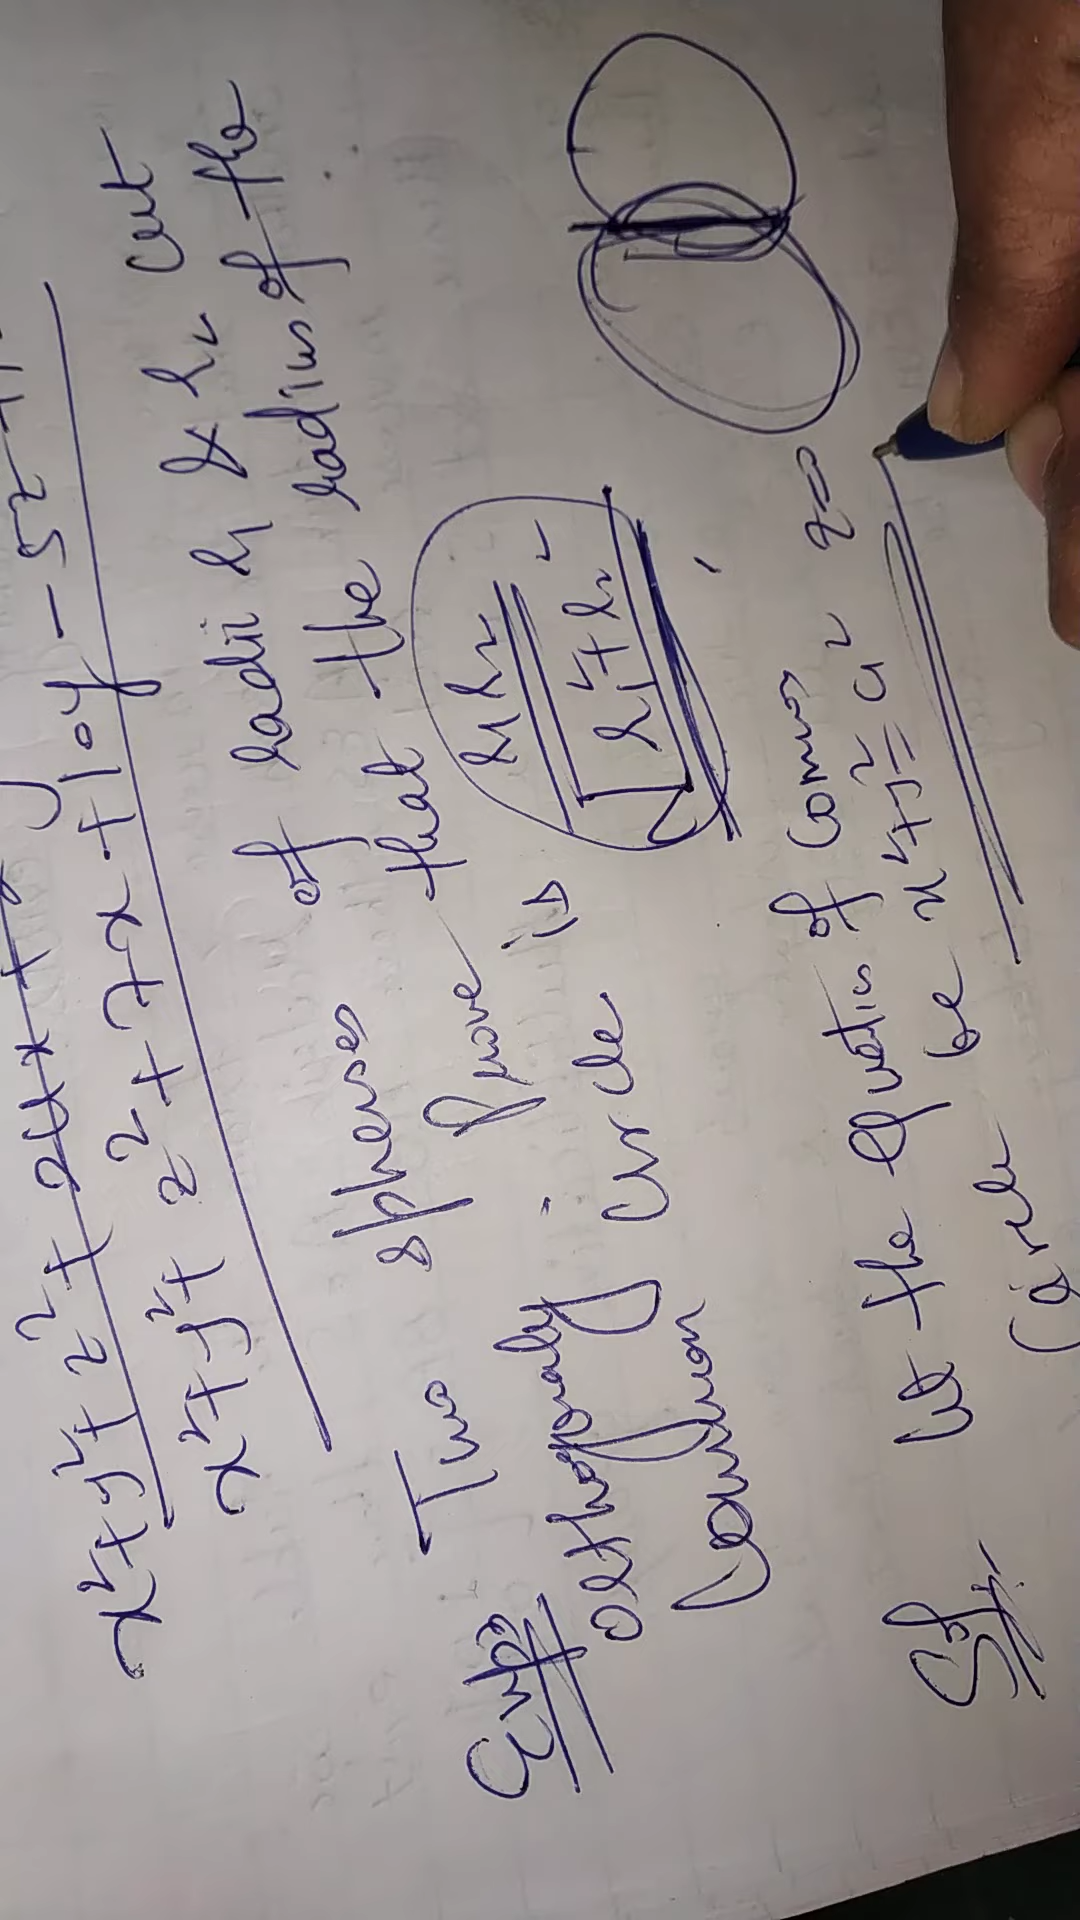 x²+y²+z²+2ux+
x²+y²+z²+7x+10y-5z
Two spheres of radii r1 & r2 cut
orthogonally; Prove that the radius of the
Common circle is r1r2
√r1²+r2²
Let the Equation of Common
Circle be x²+y²=a² z=0